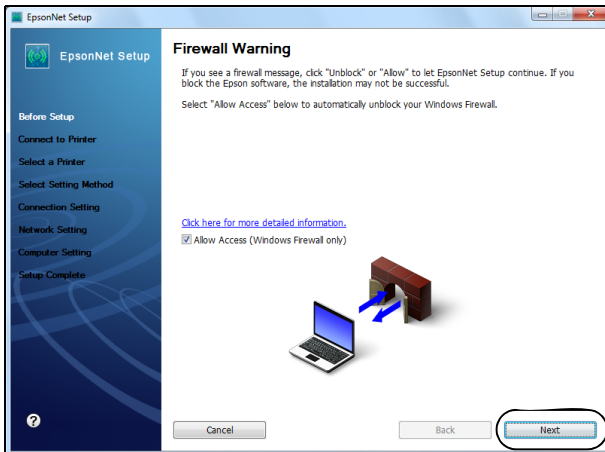 EpsonNet Setup
EpsonNet Setup
Before Setup
Connect to Printer
Select a Printer
Select Setting Method
Connection Setting
Network Setting
Computer Setting
Setup Complete
Firewall Warning
If you see a firewall message, click "Unblock" or "Allow" to let EpsonNet Setup continue. If you
block the Epson software, the installation may not be successful.
Select "Allow Access" below to automatically unblock your Windows Firewall.
Click here for more detailed information.
Allow Access (Windows Firewall only)
?
Cancel
Back
Next